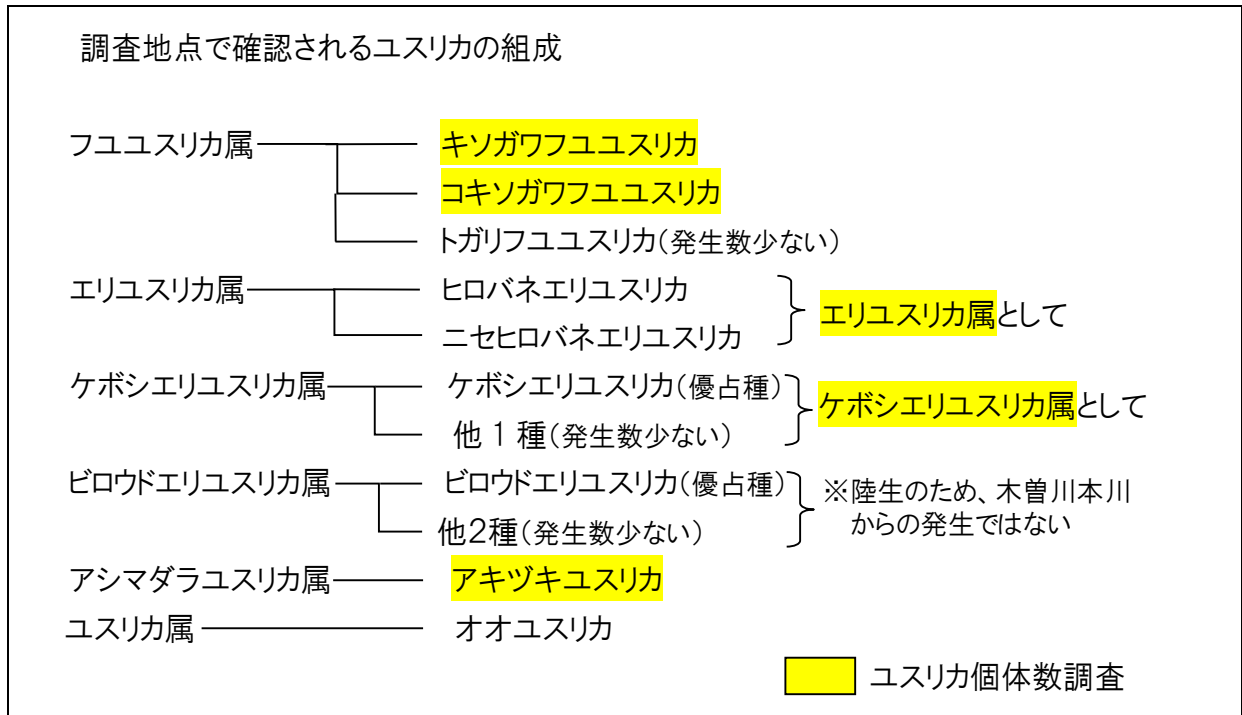 調査地点で確認されるユスリカの組成
フユユスリカ属
キソガワフユユスリカ
コキソガワフユユスリカ
トガリフユユスリカ(発生数少ない)
エリユスリカ属
ヒロバネエリユスリカ
ニセヒロバネエリユスリカ
エリユスリカ属として
ケボシエリユスリカ属
ケボシエリユスリカ(優占種)
他1種(発生数少ない)
ケボシエリユスリカ属として
ビロウドエリユスリカ属
ビロウドエリユスリカ(優占種)
他2種(発生数少ない)
※陸生のため、木曽川本川
からの発生ではない
アシマダラユスリカ属
アキヅキユスリカ
ユスリカ属
オオユスリカ
ユスリカ個体数調査